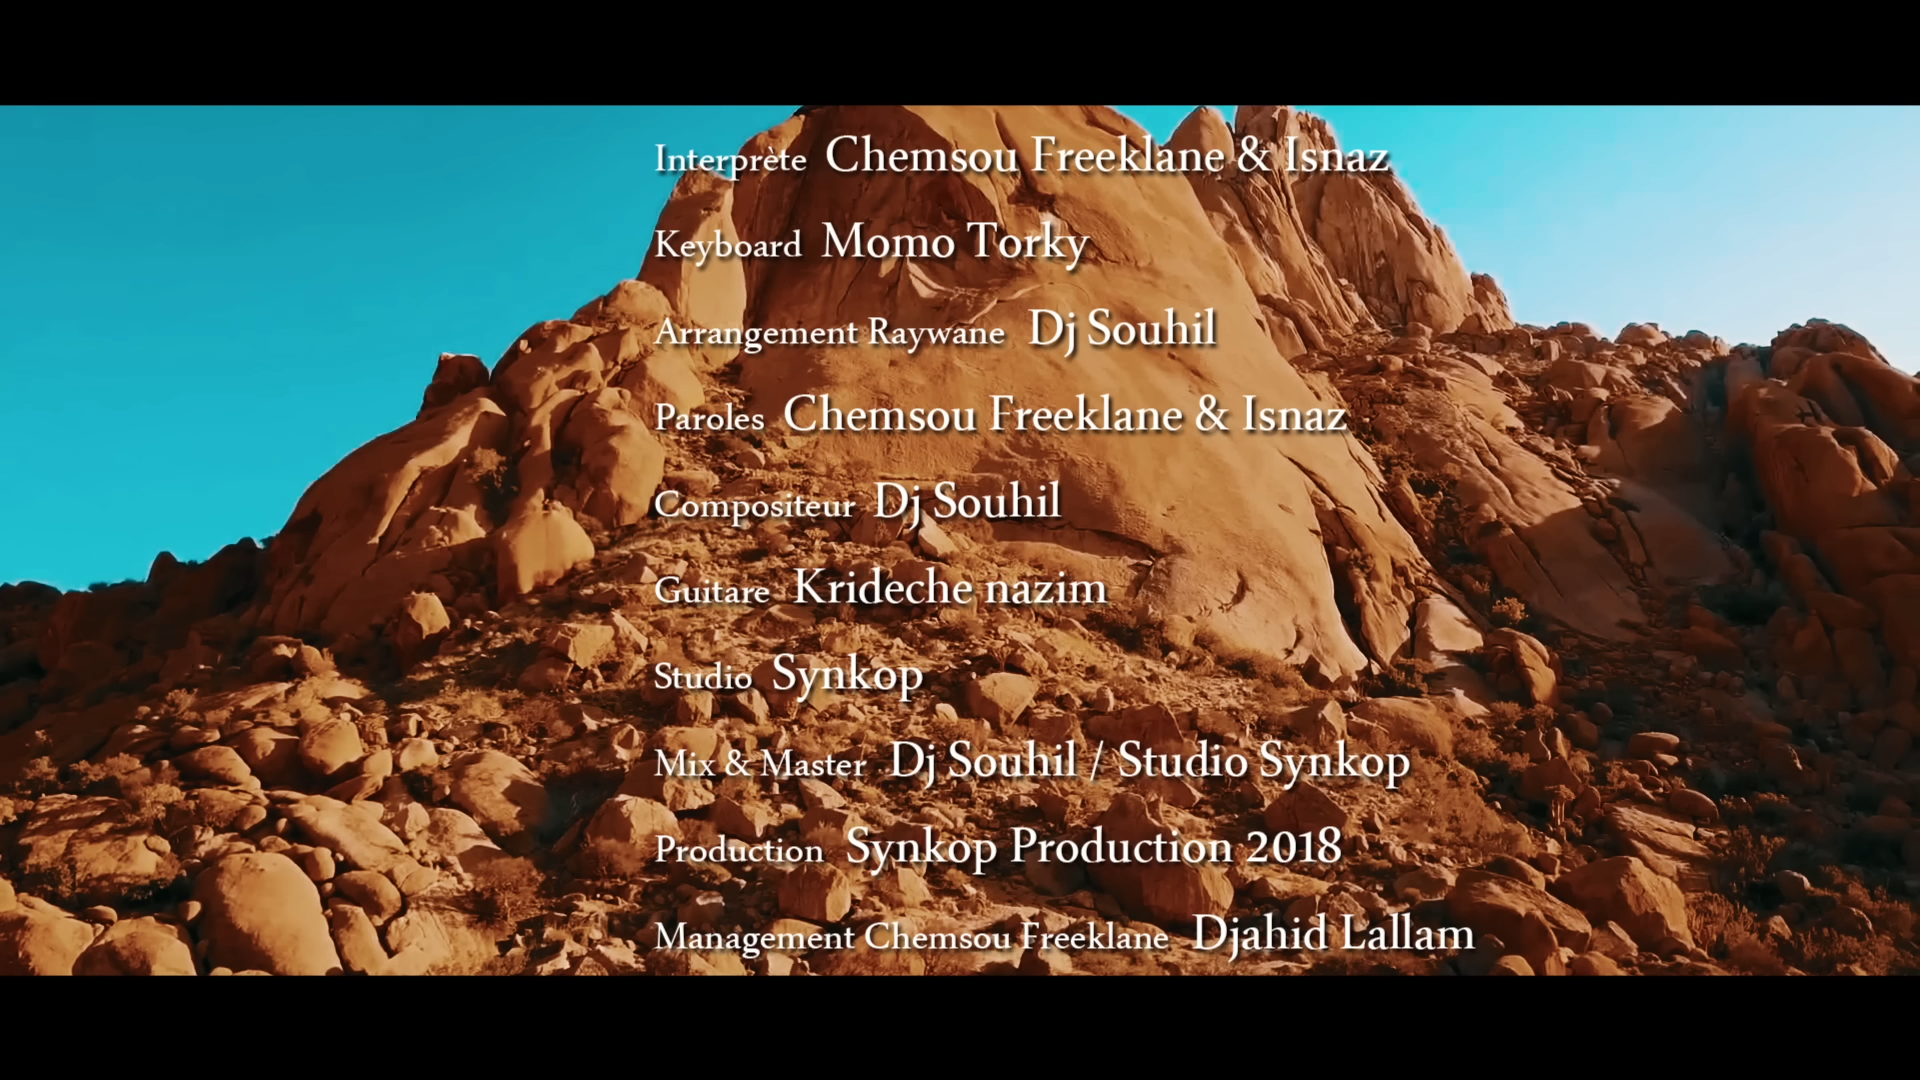 Interprète Chemsou Freeklane & Isnaz
Keyboard Momo Torky
Arrangement Raywane Dj Souhil
Paroles Chemsou Freeklane & Isnaz
Compositeur Dj Souhil
Guitare Krideche nazim
Studio Synkop
Mix & Master Dj Souhil / Studio Synkop
Production Synkop Production 2018
Management Chemsou Freeklane Djahid Lallam